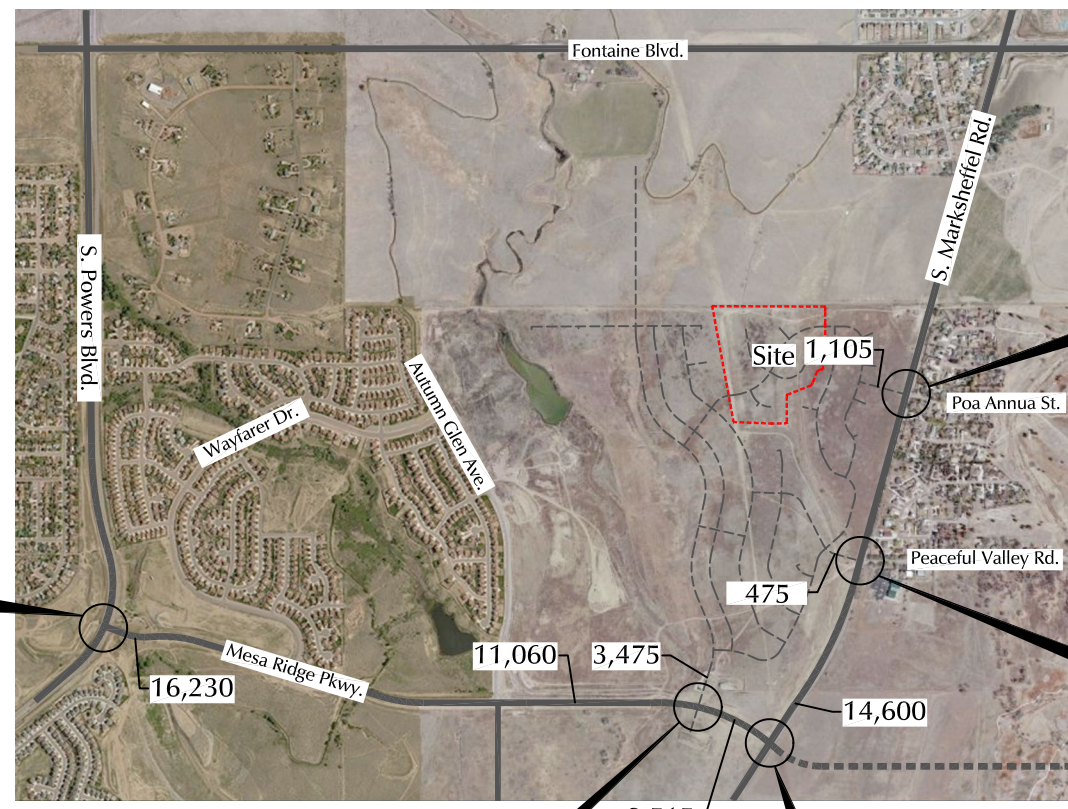 Fontaine Blvd.
S. Marksheffel Rd.
S. Powers Blvd.
Site
1,105
Poa Annua St.
Autumn Glen Ave.
Wayfarer Dr.
Peaceful Valley Rd.
475
Mesa Ridge Pkwy.
11,060
3,475
16,230
14,600